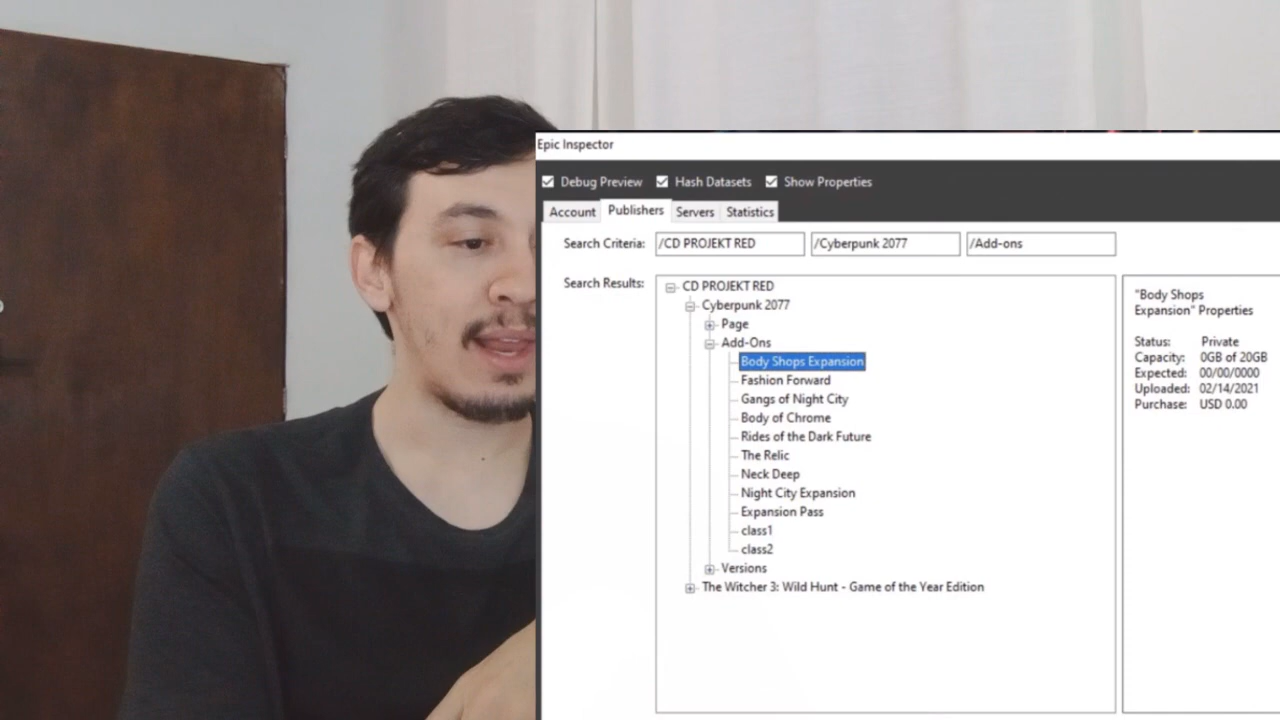 Epic Inspector
Debug Preview Hash Datasets Show Properties
Account Publishers Servers Statistics
Search Criteria: /CD PROJEKT RED /Cyberpunk 2077 /Add-ons
Search Results:
CD PROJEKT RED
Cyberpunk 2077
Page
Add-Ons
Body Shops Expansion
Fashion Forward
Gangs of Night City
Body of Chrome
Rides of the Dark Future
The Relic
Neck Deep
Night City Expansion
Expansion Pass
class1
class2
Versions
The Witcher 3: Wild Hunt - Game of the Year Edition
"Body Shops
Expansion" Properties
Status: Private
Capacity: 0GB of 20GB
Expected: 00/00/0000
Uploaded: 02/14/2021
Purchase: USD 0.00